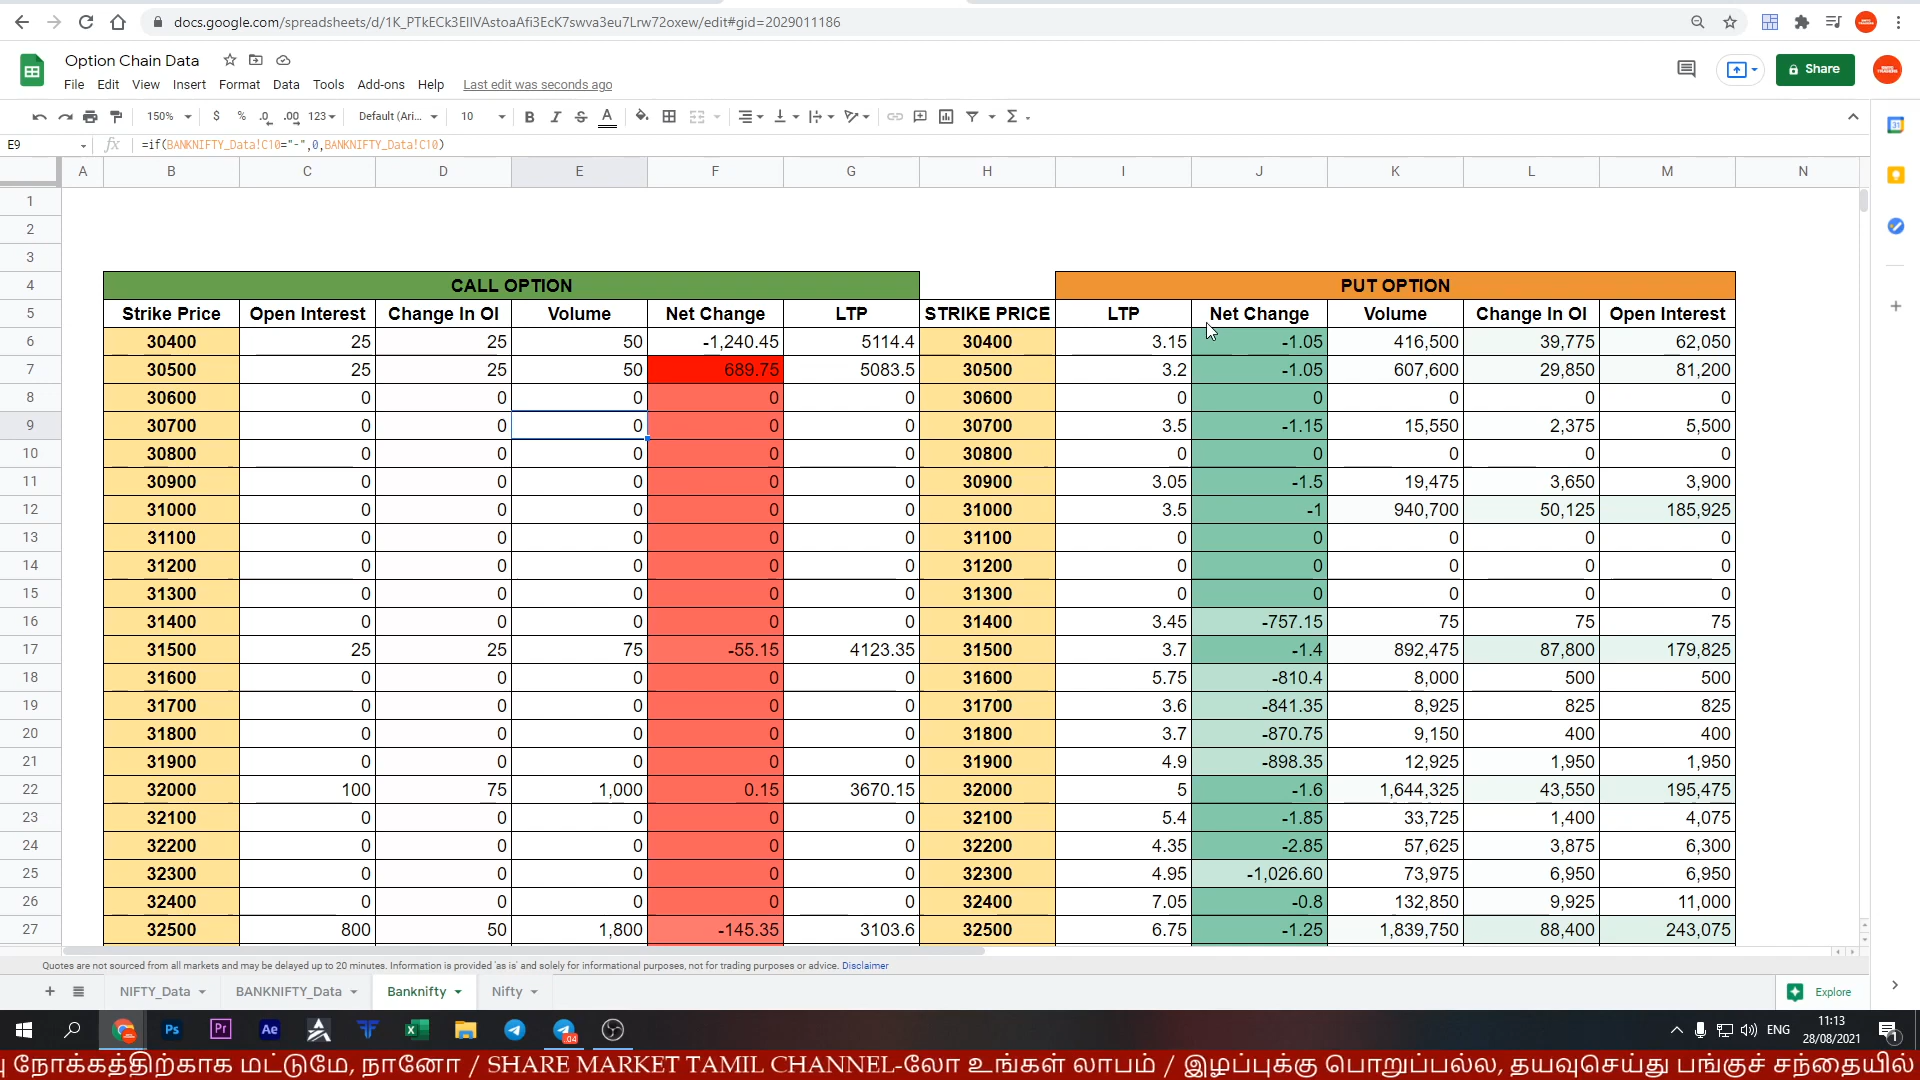 docs.google.com/spreadsheets/d/1K_PTkECk3EIIVAstoaAfi3EcK7swva3eu7Lrw72oxew/edit#gid=2029011186
Option Chain Data
File Edit View Insert Format Data Tools Add-ons Help Last edit was seconds ago
Share
150% $ % .0 .00 123 Default (Ari... 10 B I S A
E9 fx =if(BANKNIFTY_Data!C10="-",0,BANKNIFTY_Data!C10)
A B C D E F G H I J K L M N
1
2
3
4 CALL OPTION PUT OPTION
5 Strike Price Open Interest Change In OI Volume Net Change LTP STRIKE PRICE LTP Net Change Volume Change In OI Open Interest
6 30400 25 25 50 -1,240.45 5114.4 30400 3.15 -1.05 416,500 39,775 62,050
7 30500 25 25 50 689.75 5083.5 30500 3.2 -1.05 607,600 29,850 81,200
8 30600 0 0 0 0 0 30600 0 0 0 0 0
9 30700 0 0 0 0 0 30700 3.5 -1.15 15,550 2,375 5,500
10 30800 0 0 0 0 0 30800 0 0 0 0 0
11 30900 0 0 0 0 0 30900 3.05 -1.5 19,475 3,650 3,900
12 31000 0 0 0 0 0 31000 3.5 -1 940,700 50,125 185,925
13 31100 0 0 0 0 0 31100 0 0 0 0 0
14 31200 0 0 0 0 0 31200 0 0 0 0 0
15 31300 0 0 0 0 0 31300 0 0 0 0 0
16 31400 0 0 0 0 0 31400 3.45 -757.15 75 75 75
17 31500 25 25 75 -55.15 4123.35 31500 3.7 -1.4 892,475 87,800 179,825
18 31600 0 0 0 0 0 31600 5.75 -810.4 8,000 500 500
19 31700 0 0 0 0 0 31700 3.6 -841.35 8,925 825 825
20 31800 0 0 0 0 0 31800 3.7 -870.75 9,150 400 400
21 31900 0 0 0 0 0 31900 4.9 -898.35 12,925 1,950 1,950
22 32000 100 75 1,000 0.15 3670.15 32000 5 -1.6 1,644,325 43,550 195,475
23 32100 0 0 0 0 0 32100 5.4 -1.85 33,725 1,400 4,075
24 32200 0 0 0 0 0 32200 4.35 -2.85 57,625 3,875 6,300
25 32300 0 0 0 0 0 32300 4.95 -1,026.60 73,975 6,950 6,950
26 32400 0 0 0 0 0 32400 7.05 -0.8 132,850 9,925 11,000
27 32500 800 50 1,800 -145.35 3103.6 32500 6.75 -1.25 1,839,750 88,400 243,075
Quotes are not sourced from all markets and may be delayed up to 20 minutes. Information is provided 'as is' and solely for informational purposes, not for trading purposes or advice. Disclaimer
NIFTY_Data BANKNIFTY_Data Banknifty Nifty Explore
Ps Pr Ae .04 ENG 11:13
28/08/2021 1
நோக்கத்திற்காக மட்டுமே, நானோ / SHARE MARKET TAMIL CHANNEL-லோ உங்கள் லாபம் / இழப்புக்கு பொறுப்பல்ல, தயவுசெய்து பங்குச் சந்தையில்